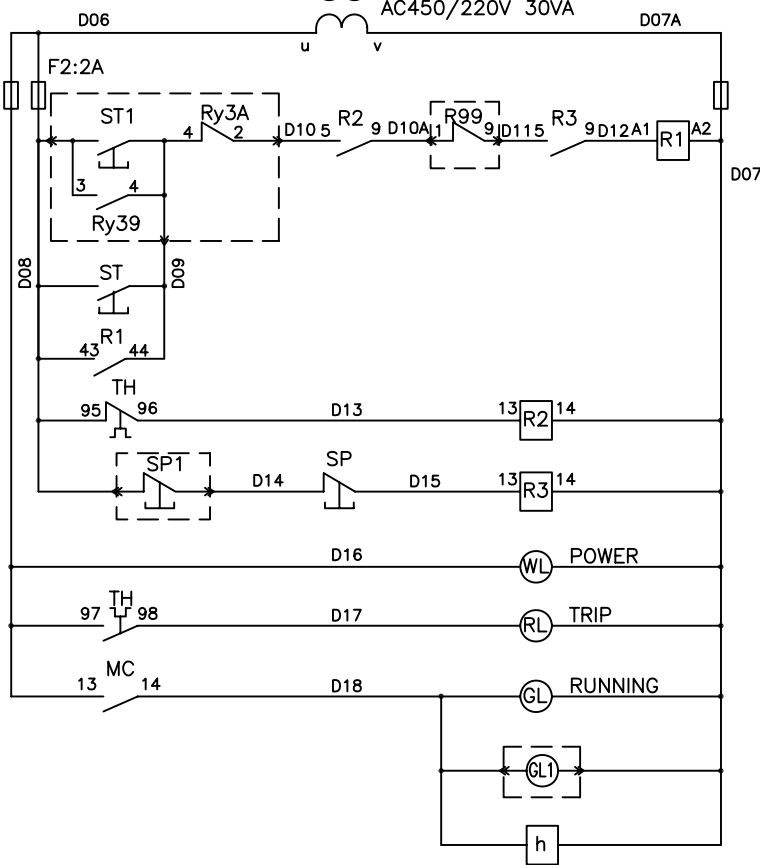 AC450/220V 30VA
D06
D07A
u v
F2:2A
ST1
Ry3A
4 2
D10 5
R2
9 D10A 1
R99
9 D11 5
R3
9 D12 A1
R1
A2
D07
3 4
Ry39
D08
D09
ST
R1
43 44
TH
95 96
D13
13 R2 14
SP1
D14
SP
D15
13 R3 14
D16
WL
POWER
97 TH 98
D17
RL
TRIP
13 MC 14
D18
GL
RUNNING
GL1
h